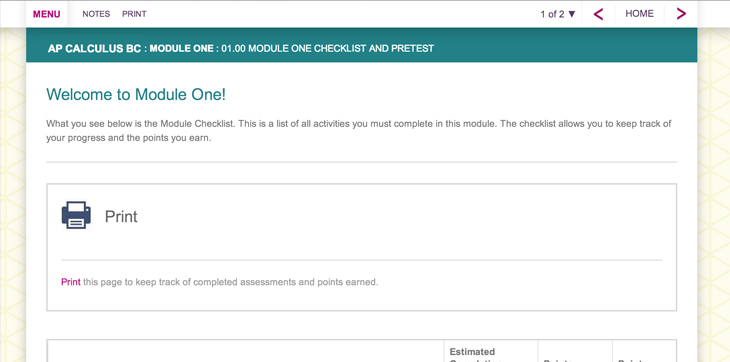 MENU NOTES PRINT 1 of 2 ▼ < HOME >
AP CALCULUS BC : MODULE ONE : 01.00 MODULE ONE CHECKLIST AND PRETEST
Welcome to Module One!
What you see below is the Module Checklist. This is a list of all activities you must complete in this module. The checklist allows you to keep track of
your progress and the points you earn.
Print
Print this page to keep track of completed assessments and points earned.
Estimated